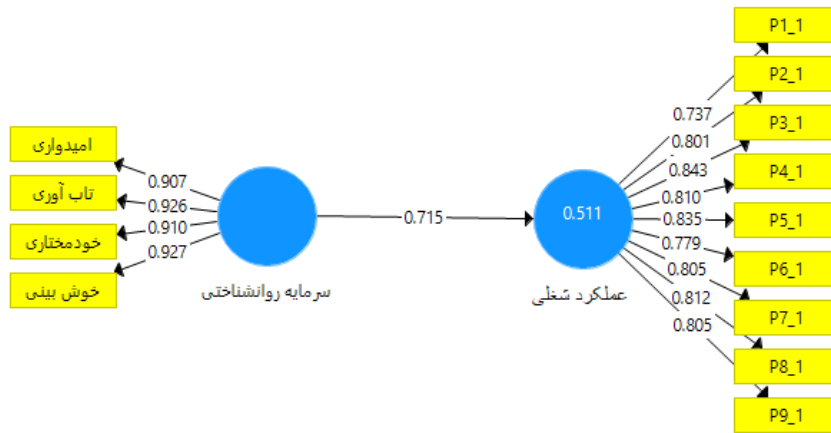 امیدواری
تاب آوری
خودمختاری
خوش بینی
0.907
0.926
0.910
0.927
سرمایه روانشناختی
0.715
0.511
عملکرد شغلی
0.737
0.801
0.843
0.810
0.835
0.779
0.805
0.812
0.805
P1_1
P2_1
P3_1
P4_1
P5_1
P6_1
P7_1
P8_1
P9_1